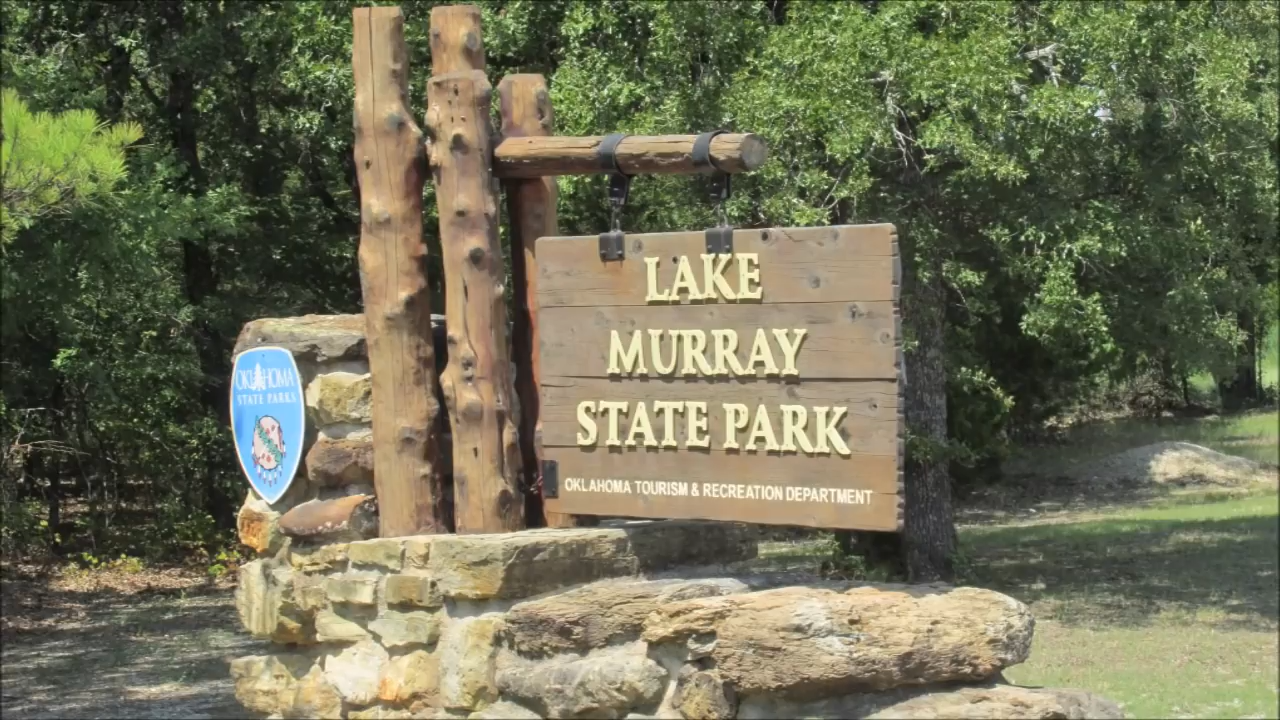 OKLAHOMA
STATE PARKS
LAKE
MURRAY
STATE PARK
OKLAHOMA TOURISM & RECREATION DEPARTMENT